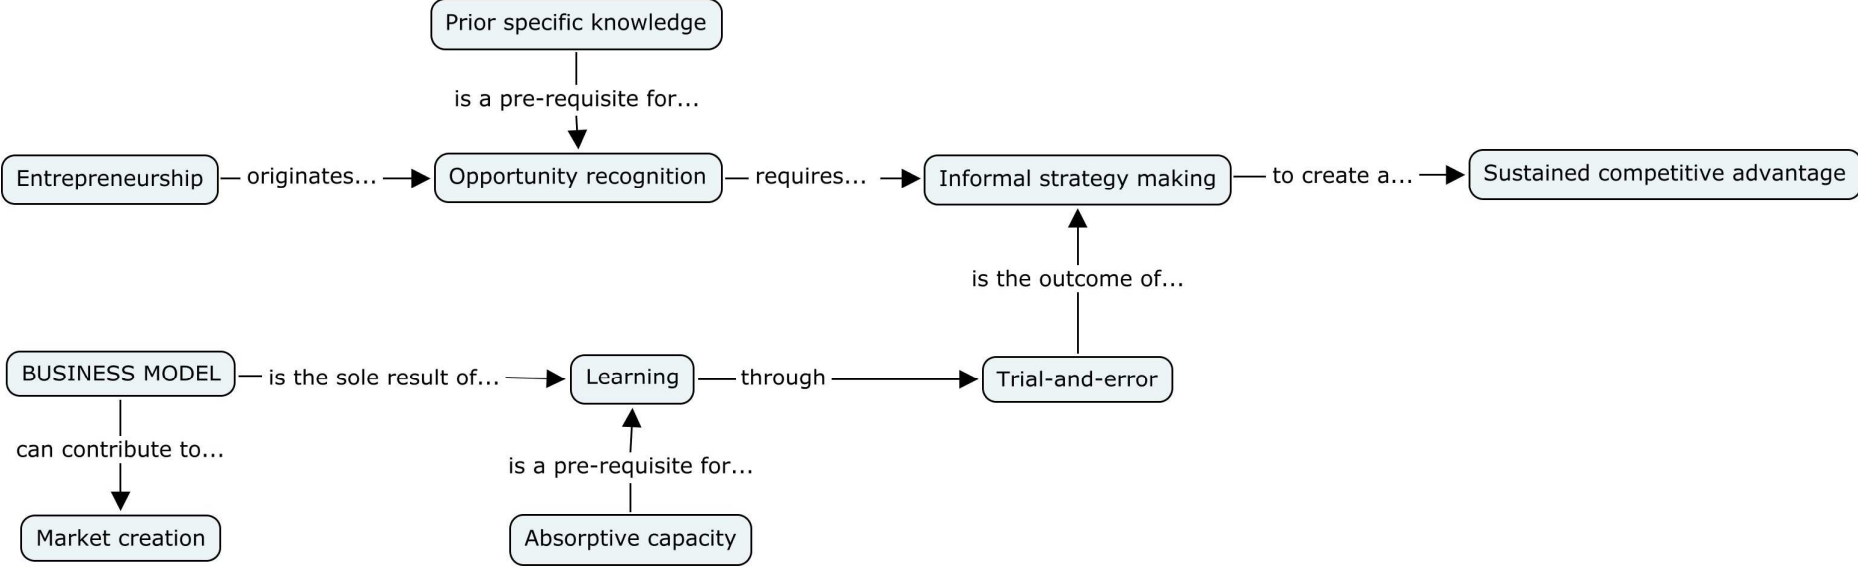 Prior specific knowledge
is a pre-requisite for...
Entrepreneurship originates... Opportunity recognition requires... Informal strategy making to create a... Sustained competitive advantage
is the outcome of...
BUSINESS MODEL is the sole result of... Learning through Trial-and-error
can contribute to...
is a pre-requisite for...
Market creation
Absorptive capacity